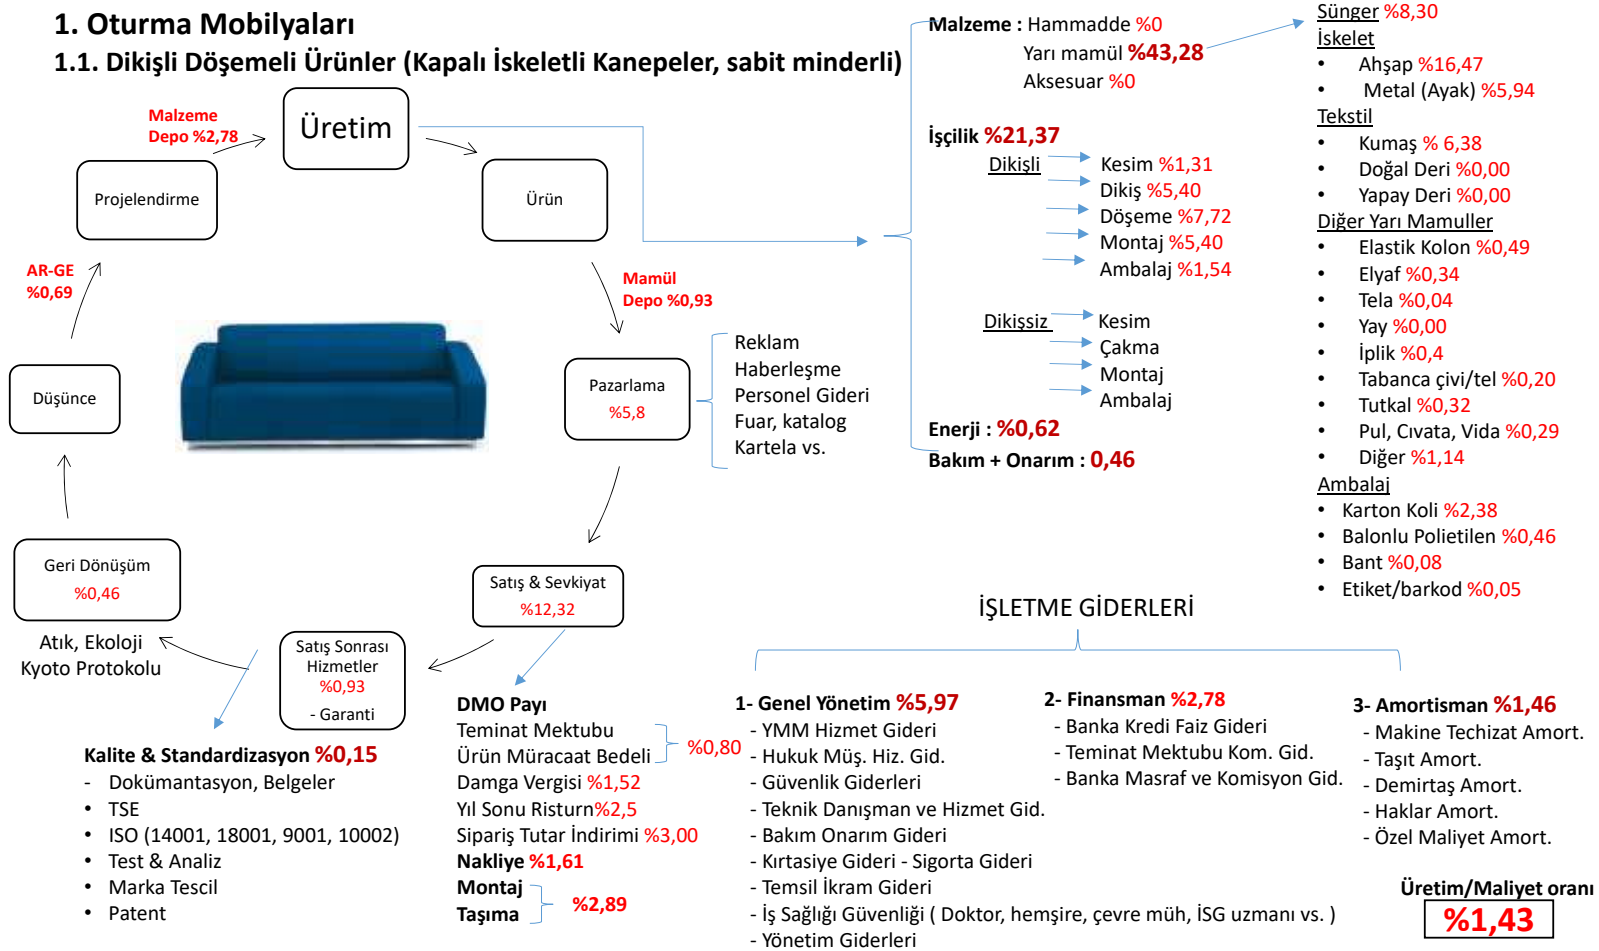 1. Oturma Mobilyaları
1.1. Dikişli Döşemeli Ürünler (Kapalı İskeletli Kanepeler, sabit minderli)
Malzeme
Depo %2,78
Üretim
Projelendirme
Ürün
AR-GE
%0,69
Mamül
Depo %0,93
Düşünce
Pazarlama
%5,8
Reklam
Haberleşme
Personel Gideri
Fuar, katalog
Kartela vs.
Geri Dönüşüm
%0,46
Atık, Ekoloji
Kyoto Protokolu
Satış & Sevkiyat
%12,32
Satış Sonrası
Hizmetler
%0,93
- Garanti
Malzeme : Hammadde %0
Yarı mamül %43,28
Aksesuar %0
İşçilik %21,37
Dikişli
Kesim %1,31
Dikiş %5,40
Döşeme %7,72
Montaj %5,40
Ambalaj %1,54
Dikişsiz
Kesim
Çakma
Montaj
Ambalaj
Enerji : %0,62
Bakım + Onarım : 0,46
Sünger %8,30
İskelet
• Ahşap %16,47
• Metal (Ayak) %5,94
Tekstil
• Kumaş % 6,38
• Doğal Deri %0,00
• Yapay Deri %0,00
Diğer Yarı Mamuller
• Elastik Kolon %0,49
• Elyaf %0,34
• Tela %0,04
• Yay %0,00
• İplik %0,4
• Tabanca çivi/tel %0,20
• Tutkal %0,32
• Pul, Cıvata, Vida %0,29
• Diğer %1,14
Ambalaj
• Karton Koli %2,38
• Balonlu Polietilen %0,46
• Bant %0,08
• Etiket/barkod %0,05
Kalite & Standardizasyon %0,15
- Dokümantasyon, Belgeler
• TSE
• ISO (14001, 18001, 9001, 10002)
• Test & Analiz
• Marka Tescil
• Patent
DMO Payı
Teminat Mektubu
Ürün Müracaat Bedeli
%0,80
Damga Vergisi %1,52
Yıl Sonu Risturn%2,5
Sipariş Tutar İndirimi %3,00
Nakliye %1,61
Montaj
Taşıma
%2,89
İŞLETME GİDERLERİ
1- Genel Yönetim %5,97
- YMM Hizmet Gideri
- Hukuk Müş. Hiz. Gid.
- Güvenlik Giderleri
- Teknik Danışman ve Hizmet Gid.
- Bakım Onarım Gideri
- Kırtasiye Gideri - Sigorta Gideri
- Temsil İkram Gideri
- İş Sağlığı Güvenliği ( Doktor, hemşire, çevre müh, İSG uzmanı vs. )
- Yönetim Giderleri
2- Finansman %2,78
- Banka Kredi Faiz Gideri
- Teminat Mektubu Kom. Gid.
- Banka Masraf ve Komisyon Gid.
3- Amortisman %1,46
- Makine Techizat Amort.
- Taşıt Amort.
- Demirtaş Amort.
- Haklar Amort.
- Özel Maliyet Amort.
Üretim/Maliyet oranı
%1,43